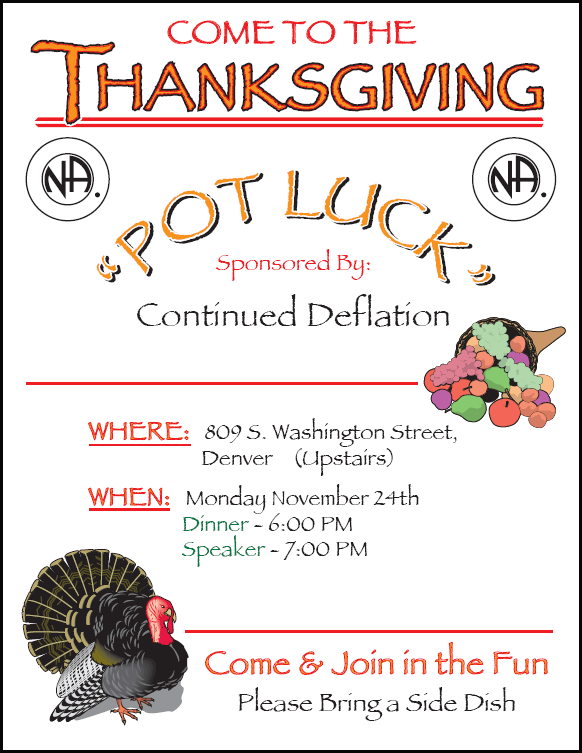 COME TO THE
THANKSGIVING
NA. NA.
"POT LUCK"
Sponsored By:
Continued Deflation
WHERE: 809 S. Washington Street,
Denver (Upstairs)
WHEN: Monday November 24th
Dinner - 6:00 PM
Speaker - 7:00 PM
Come & Join in the Fun
Please Bring a Side Dish